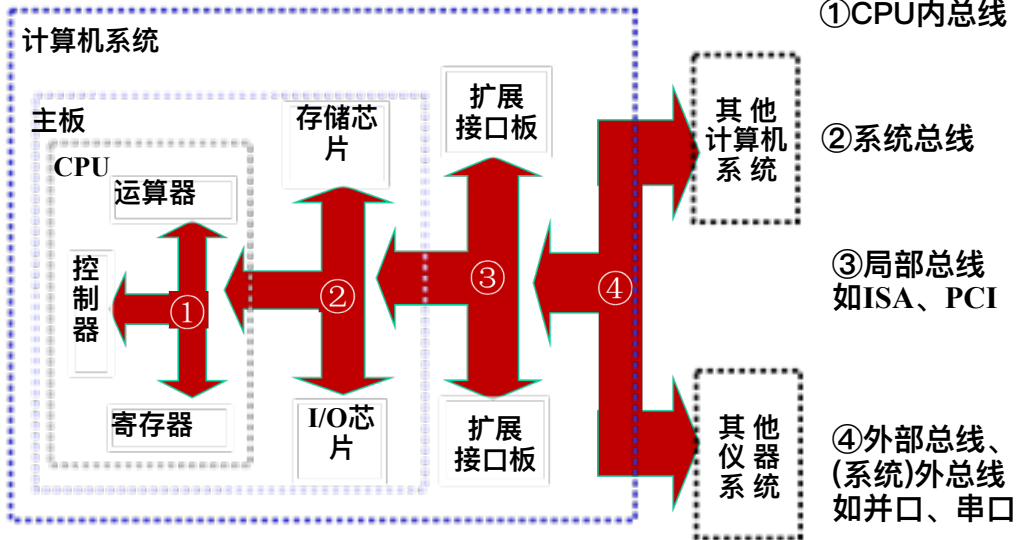 计算机系统
主板
CPU
运算器
控
制
器
①
寄存器
存储芯
片
②
I/O芯
片
扩展
接口板
③
扩展
接口板
④
其 他
计算机
系 统
其 他
仪 器
系 统
①CPU内总线
②系统总线
③局部总线
如ISA、PCI
④外部总线、
(系统)外总线
如并口、串口